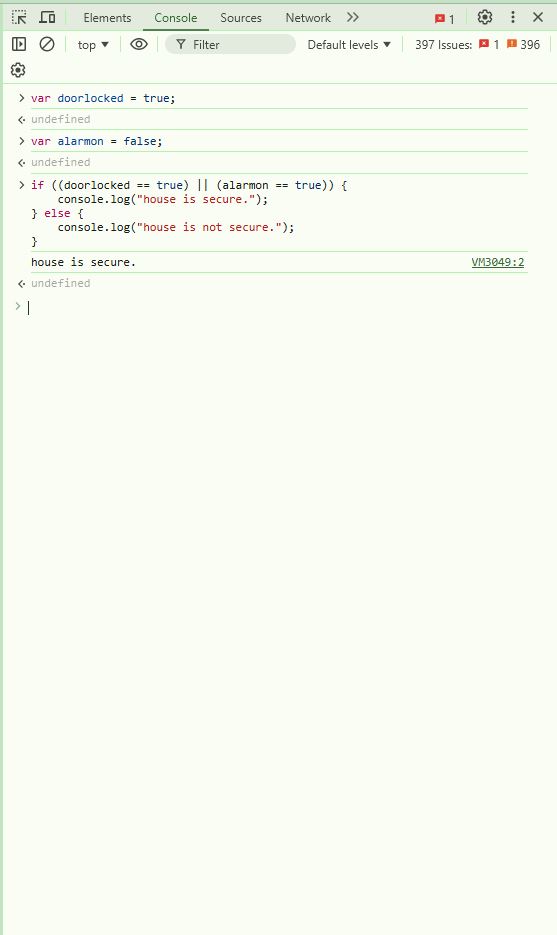 Elements Console Sources Network 1
top Filter Default levels 397 Issues: 1 396
var doorlocked = true;
undefined
var alarmon = false;
undefined
if ((doorlocked == true) || (alarmon == true)) {
    console.log("house is secure.");
} else {
    console.log("house is not secure.");
}
house is secure. VM3049:2
undefined